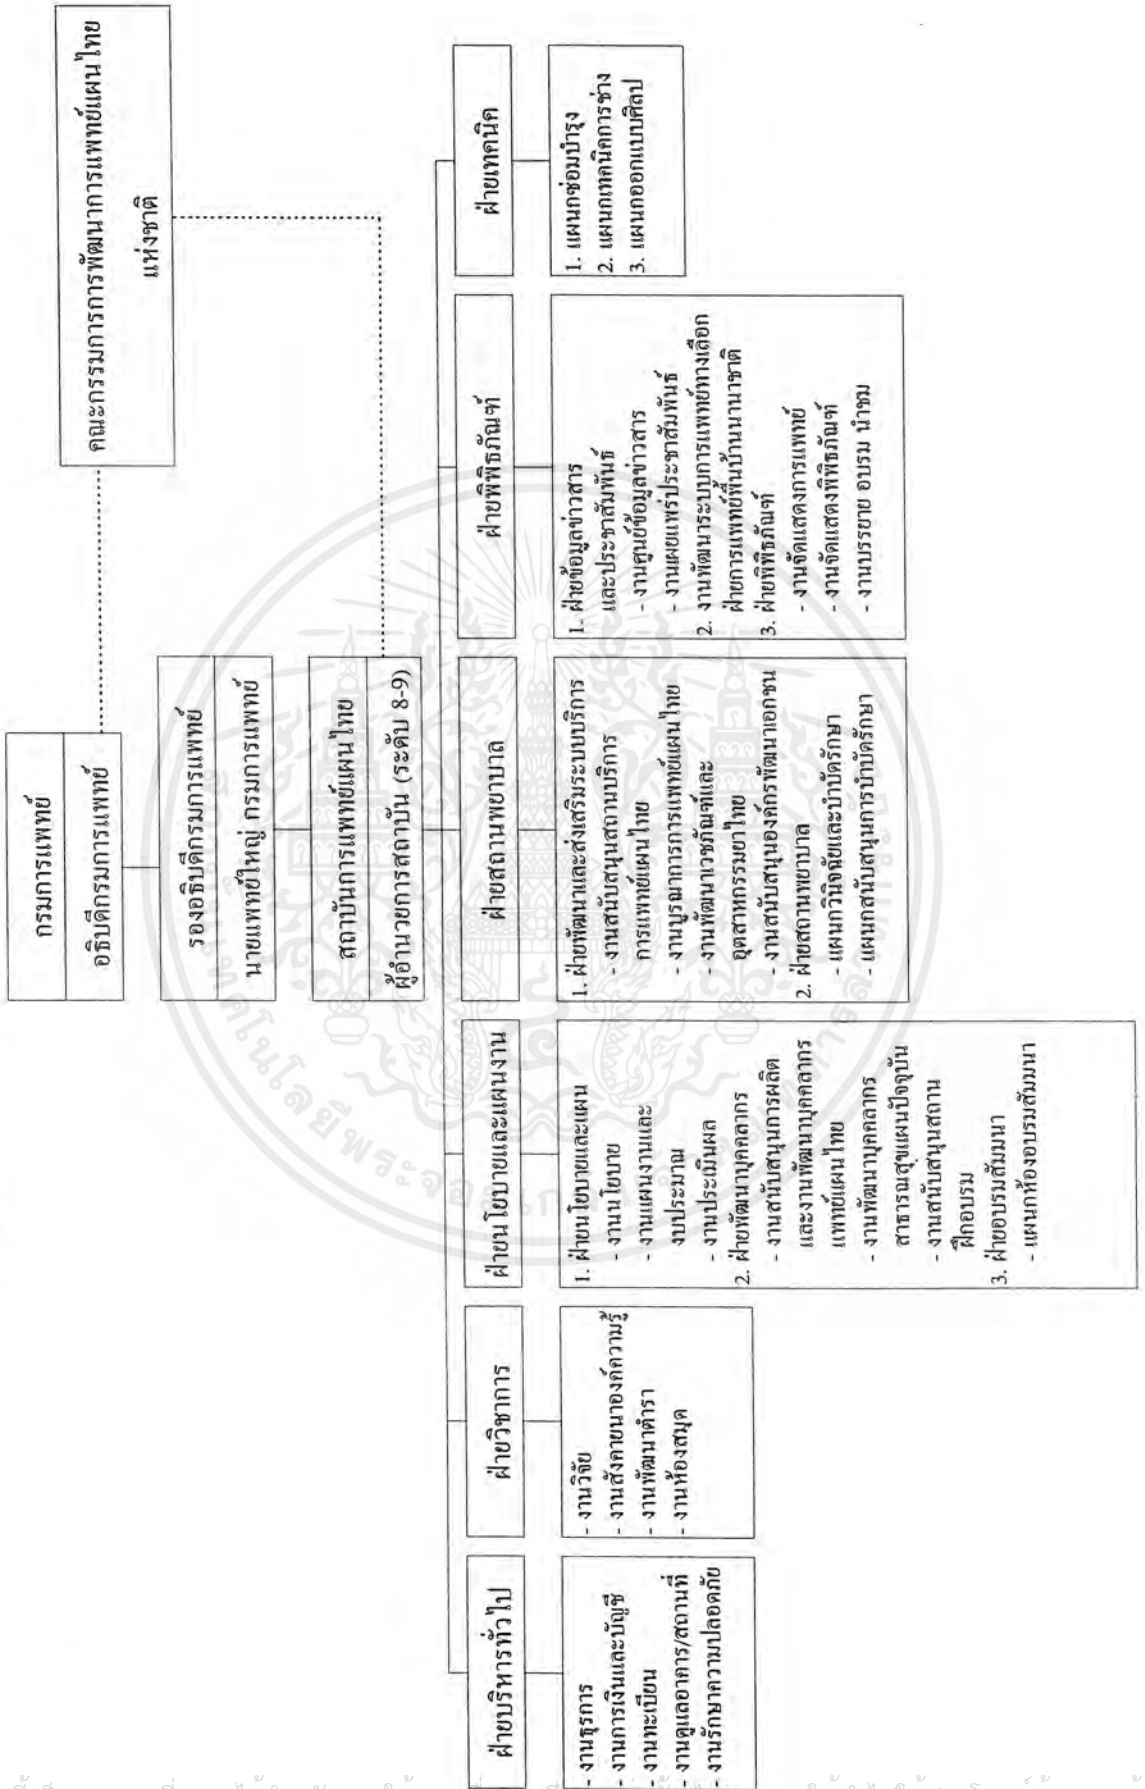 กรมการแพทย์
อธิบดีกรมการแพทย์
คณะกรรมการการพัฒนาการแพทย์แผนไทย
แห่งชาติ
รองอธิบดีกรมการแพทย์
นายแพทย์ใหญ่ กรมการแพทย์
สถาบันการแพทย์แผนไทย
ผู้อำนวยการสถาบัน (ระดับ 8-9)
ฝ่ายบริหารทั่วไป
- งานธุรการ
- งานการเงินและบัญชี
- งานทะเบียน
- งานดูแลอาคาร/สถานที่
- งานรักษาความปลอดภัย
ฝ่ายวิชาการ
- งานวิจัย
- งานสังคายนาองค์ความรู้
- งานพัฒนาตำรา
- งานห้องสมุด
ฝ่ายนโยบายและแผนงาน
1. ฝ่ายนโยบายและแผน
- งานนโยบาย
- งานแผนงานและ
งบประมาณ
- งานประเมินผล
2. ฝ่ายพัฒนาบุคคลากร
- งานสนับสนุนการผลิต
และงานพัฒนาบุคคลากร
แพทย์แผนไทย
- งานพัฒนาบุคคลากร
สาธารณสุขแผนปัจจุบัน
- งานสนับสนุนสถาน
ฝึกอบรม
3. ฝ่ายอบรมสัมมนา
- แผนกห้องอบรมสัมมนา
ฝ่ายสถานพยาบาล
1. ฝ่ายพัฒนาและส่งเสริมระบบบริการ
- งานสนับสนุนสถานบริการ
การแพทย์แผนไทย
- งานบูรณาการการแพทย์แผนไทย
- งานพัฒนาเวชภัณฑ์และ
อุตสาหกรรมยาไทย
- งานสนับสนุนองค์กรพัฒนาเอกชน
2. ฝ่ายสถานพยาบาล
- แผนกวินิจฉัยและบำบัดรักษา
- แผนกสนับสนุนการบำบัดรักษา
ฝ่ายพิพิธภัณฑ์
1. ฝ่ายข้อมูลข่าวสาร
และประชาสัมพันธ์
- งานศูนย์ข้อมูลข่าวสาร
- งานเผยแพร่ประชาสัมพันธ์
2. งานพัฒนาระบบการแพทย์ทางเลือก
ฝ่ายการแพทย์พื้นบ้านนานาชาติ
3. ฝ่ายพิพิธภัณฑ์
- งานจัดแสดงการแพทย์
- งานจัดแสดงพิพิธภัณฑ์
- งานบรรยาย อบรม นำชม
ฝ่ายเทคนิค
1. แผนกซ่อมบำรุง
2. แผนกเทคนิคการช่าง
3. แผนกออกแบบศิลป